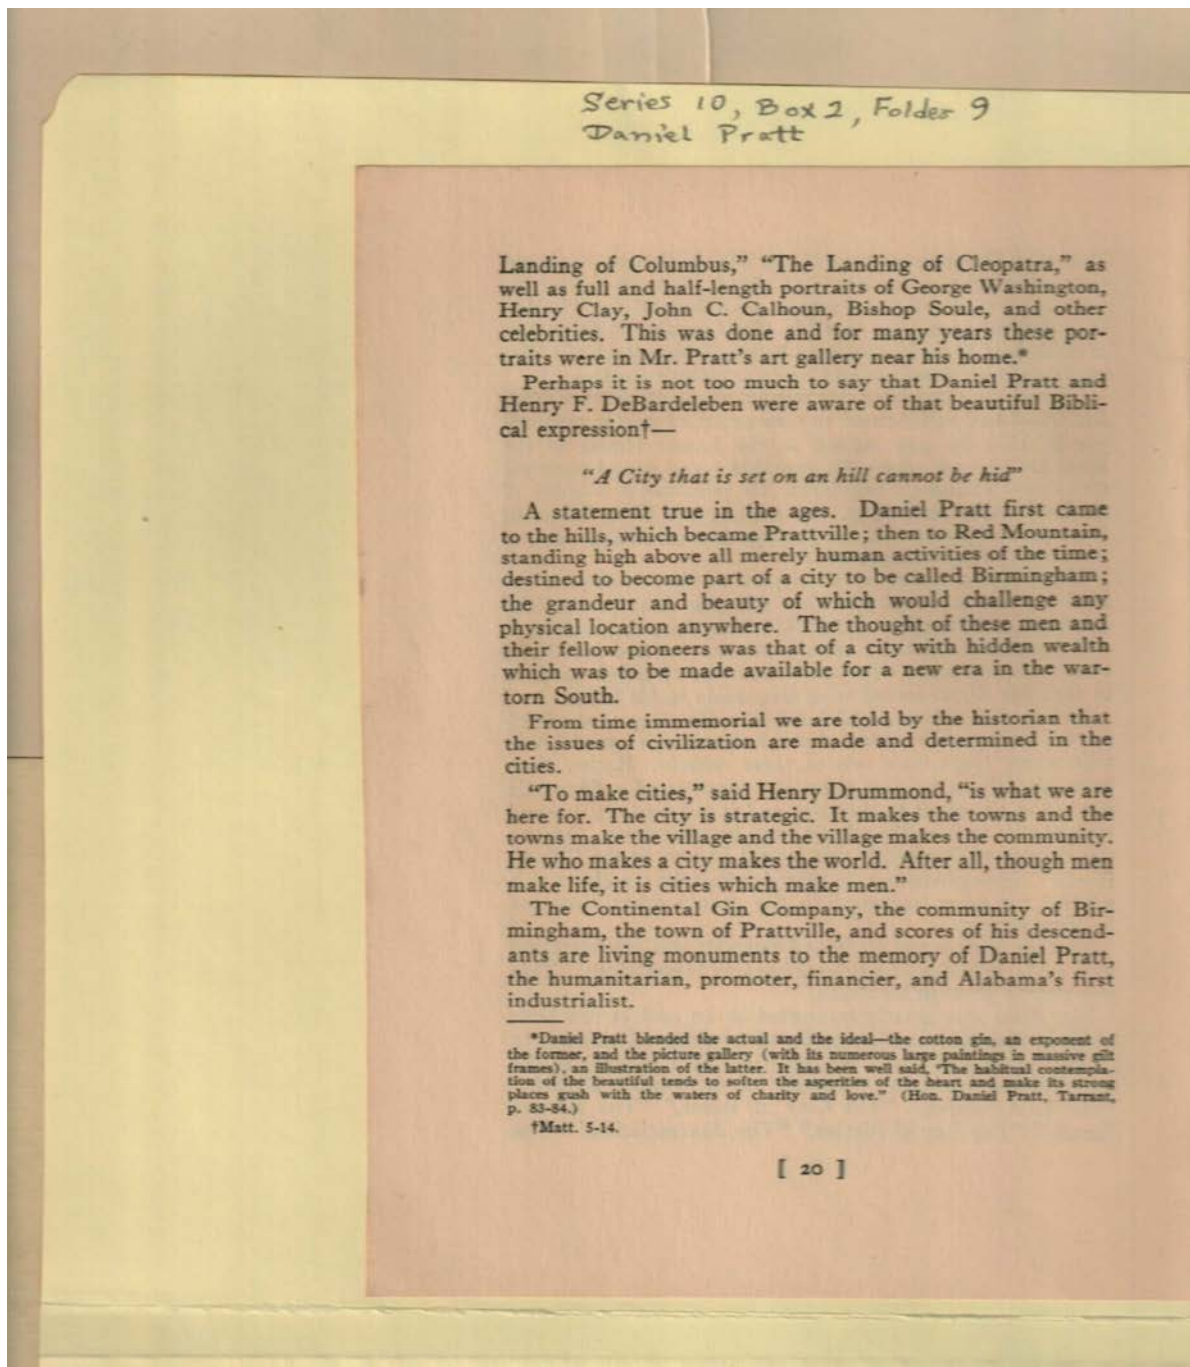 Series 10, Box 2, Folder 9
Daniel Pratt
Landing of Columbus,” “The Landing of Cleopatra,” as
well as full and half-length portraits of George Washington,
Henry Clay, John C. Calhoun, Bishop Soule, and other
celebrities. This was done and for many years these por-
traits were in Mr. Pratt’s art gallery near his home.*
Perhaps it is not too much to say that Daniel Pratt and
Henry F. DeBardeleben were aware of that beautiful Bibli-
cal expression†—
“A City that is set on an hill cannot be hid”
A statement true in the ages. Daniel Pratt first came
to the hills, which became Prattville; then to Red Mountain,
standing high above all merely human activities of the time;
destined to become part of a city to be called Birmingham;
the grandeur and beauty of which would challenge any
physical location anywhere. The thought of these men and
their fellow pioneers was that of a city with hidden wealth
which was to be made available for a new era in the war-
torn South.
From time immemorial we are told by the historian that
the issues of civilization are made and determined in the
cities.
“To make cities,” said Henry Drummond, “is what we are
here for. The city is strategic. It makes the towns and the
towns make the village and the village makes the community.
He who makes a city makes the world. After all, though men
make life, it is cities which make men.”
The Continental Gin Company, the community of Bir-
mingham, the town of Prattville, and scores of his descend-
ants are living monuments to the memory of Daniel Pratt,
the humanitarian, promoter, financier, and Alabama’s first
industrialist.
*Daniel Pratt blended the actual and the ideal—the cotton gin, an exponent of
the former, and the picture gallery (with its numerous large paintings in massive gilt
frames), an illustration of the latter. It has been well said, ‘The habitual contempla-
tion of the beautiful tends to soften the asperities of the heart and make its strong
places gush with the waters of charity and love.” (Hon. Daniel Pratt, Tarrant,
p. 83-84.)
†Matt. 5-14.
[ 20 ]